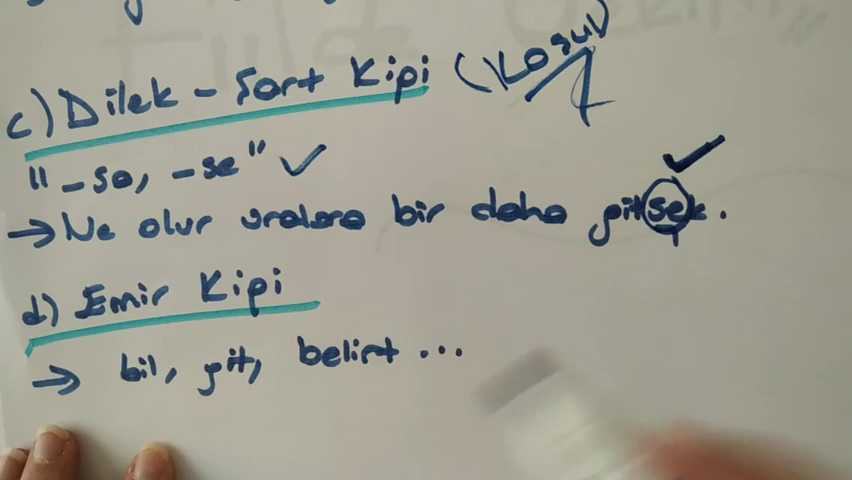 c) Dilek - Şart Kipi (Koşul)
"-sa, -se" ✓
→ Ne olur oralara bir daha gitsek.
d) Emir Kipi
→ bil, git, belirt ...